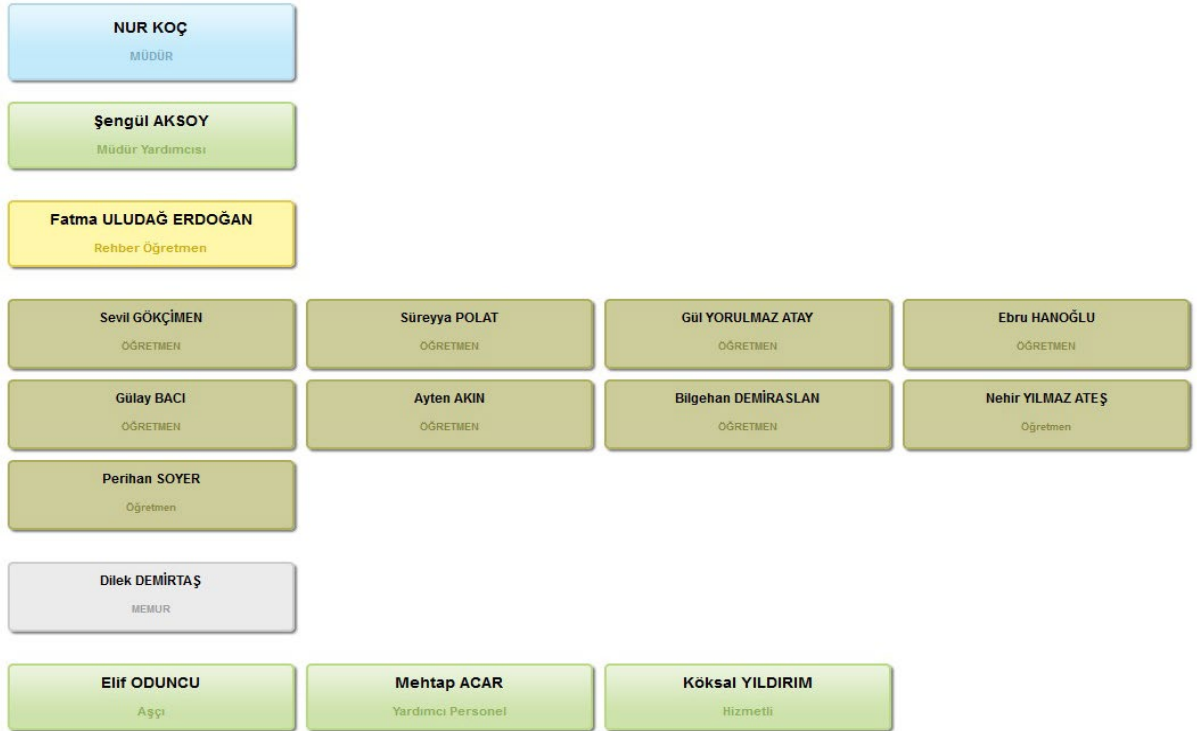 NUR KOÇ
MÜDÜR
Şengül AKSOY
Müdür Yardımcısı
Fatma ULUDAĞ ERDOĞAN
Rehber Öğretmen
Sevil GÖKÇİMEN
ÖĞRETMEN
Süreyya POLAT
ÖĞRETMEN
Gül YORULMAZ ATAY
ÖĞRETMEN
Ebru HANOĞLU
ÖĞRETMEN
Gülay BACI
ÖĞRETMEN
Ayten AKIN
ÖĞRETMEN
Bilgehan DEMİRASLAN
ÖĞRETMEN
Nehir YILMAZ ATEŞ
Öğretmen
Perihan SOYER
Öğretmen
Dilek DEMİRTAŞ
MEMUR
Elif ODUNCU
Aşçı
Mehtap ACAR
Yardımcı Personel
Köksal YILDIRIM
Hizmetli